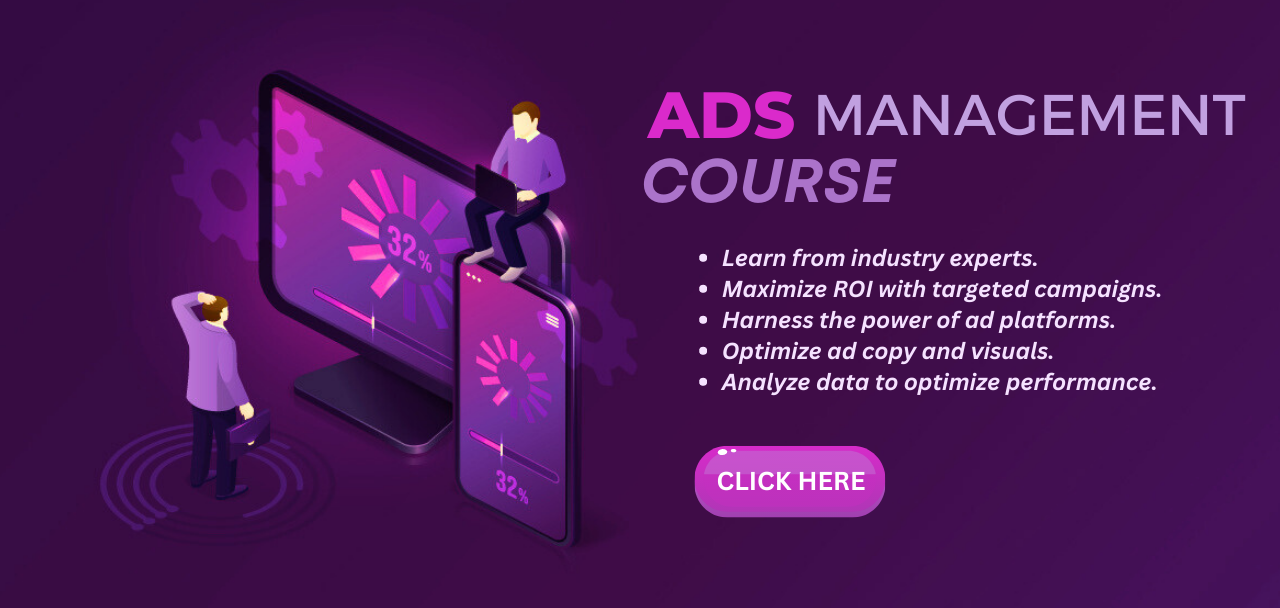 ADS MANAGEMENT
COURSE
• Learn from industry experts.
• Maximize ROI with targeted campaigns.
• Harness the power of ad platforms.
• Optimize ad copy and visuals.
• Analyze data to optimize performance.
CLICK HERE
32%
32%